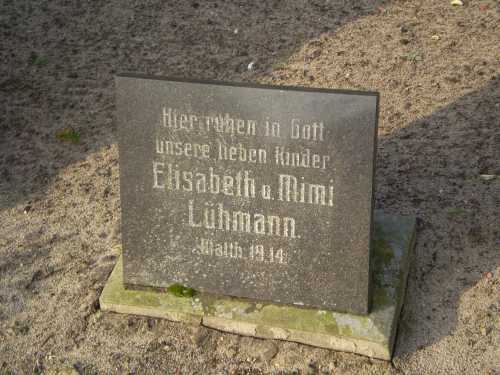 Hier ruhen in Gott
unsere lieben Kinder
Elisabeth u. Mimi
Lühmann.
Matth. 19.14.